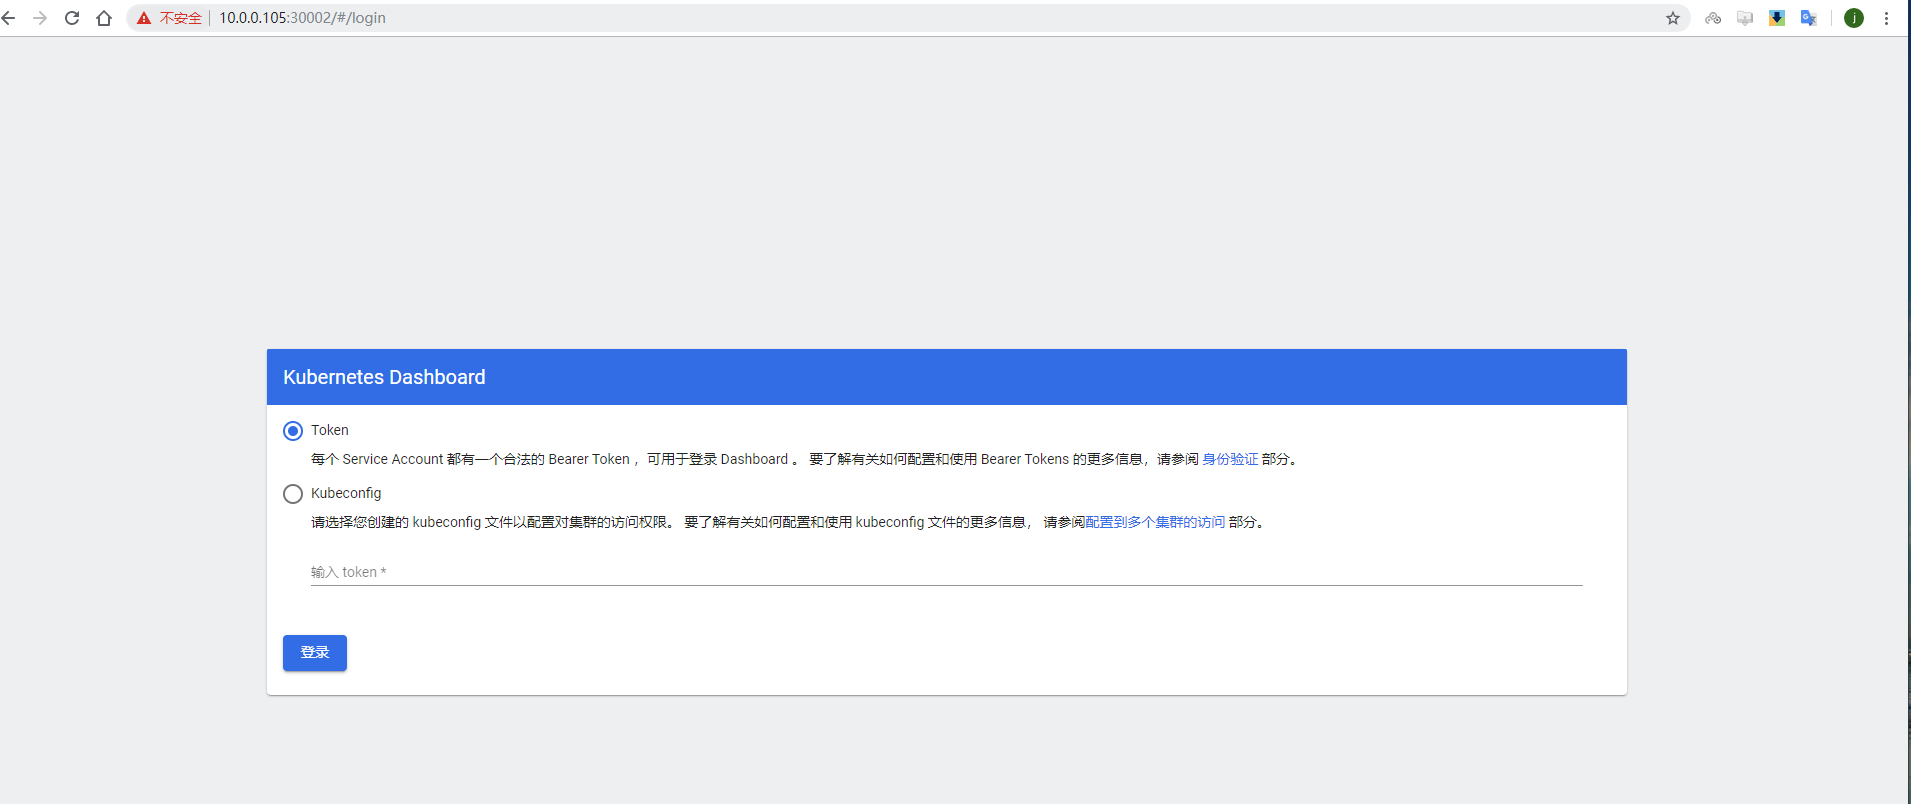 不安全 10.0.0.105:30002/#/login
j
Kubernetes Dashboard
Token
每个 Service Account 都有一个合法的 Bearer Token ，可用于登录 Dashboard 。 要了解有关如何配置和使用 Bearer Tokens 的更多信息，请参阅 身份验证 部分。
Kubeconfig
请选择您创建的 kubeconfig 文件以配置对集群的访问权限。 要了解有关如何配置和使用 kubeconfig 文件的更多信息， 请参阅配置到多个集群的访问 部分。
输入 token *
登录